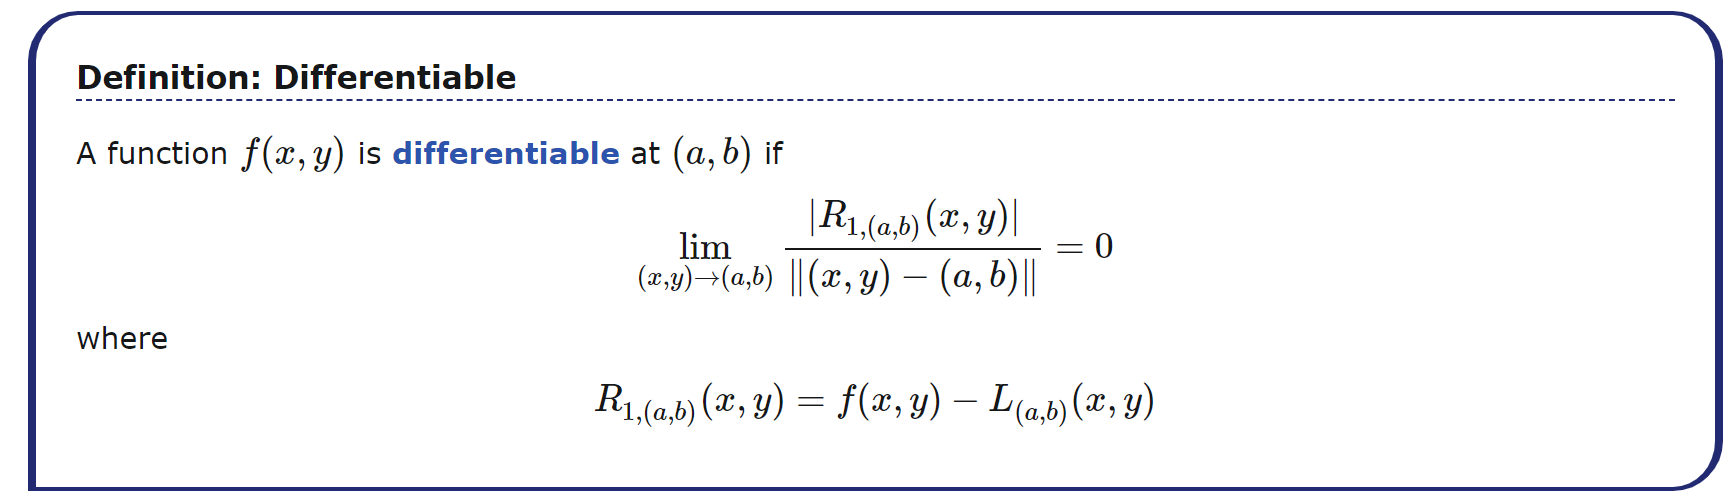 Definition: Differentiable
A function f(x, y) is differentiable at (a, b) if
lim_{(x,y)→(a,b)} |R_{1,(a,b)}(x, y)| / ‖(x, y) − (a, b)‖ = 0
where
R_{1,(a,b)}(x, y) = f(x, y) − L_{(a,b)}(x, y)